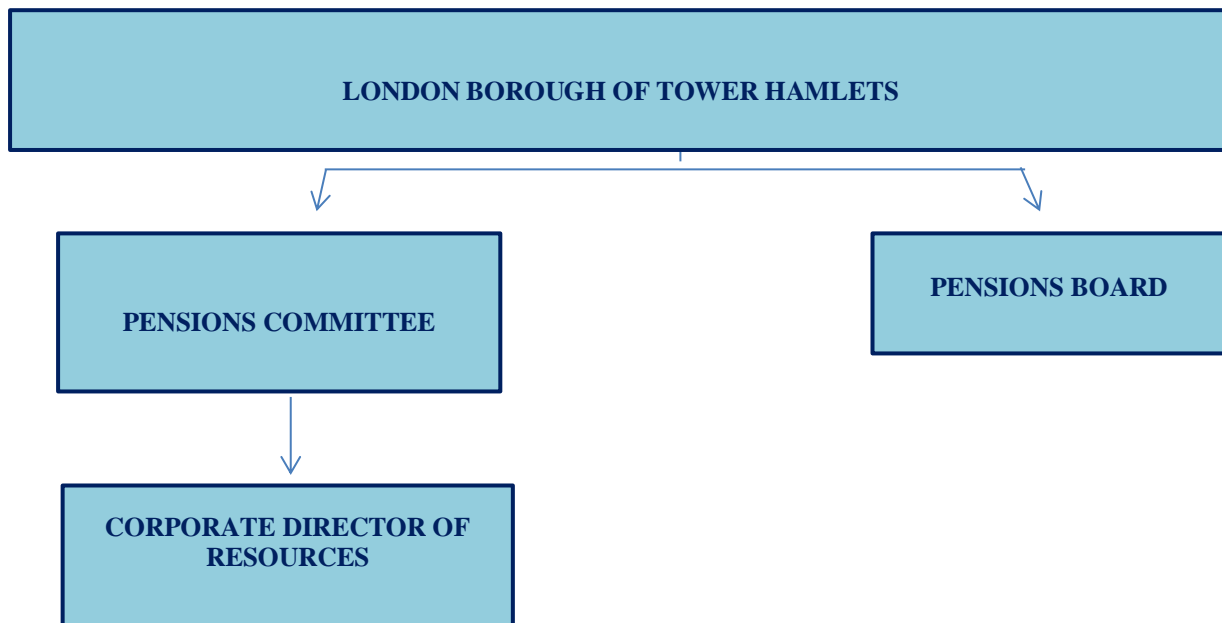 LONDON BOROUGH OF TOWER HAMLETS
PENSIONS COMMITTEE
PENSIONS BOARD
CORPORATE DIRECTOR OF
RESOURCES